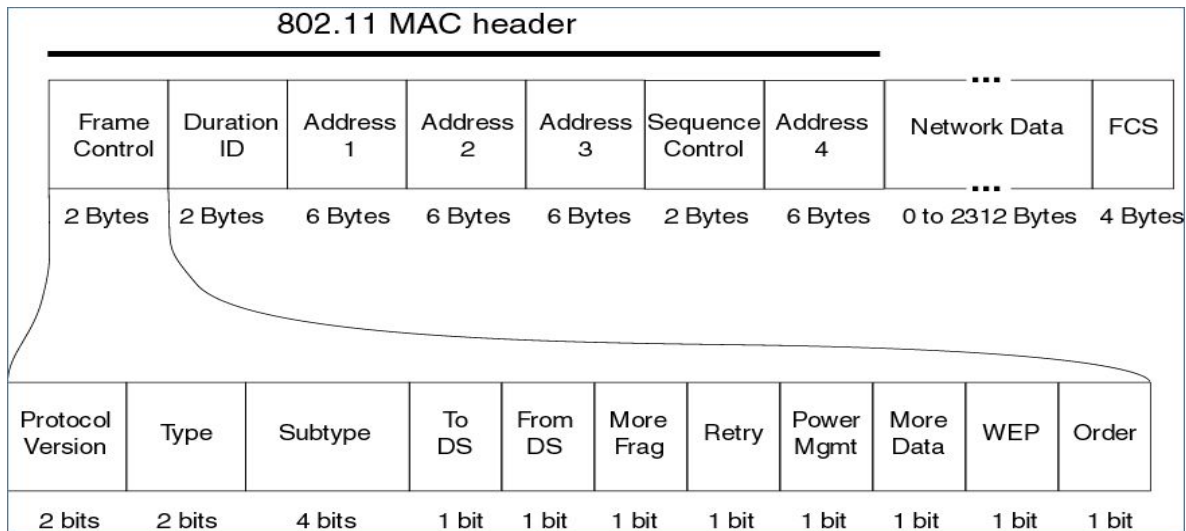 802.11 MAC header
Frame Control
Duration ID
Address 1
Address 2
Address 3
Sequence Control
Address 4
Network Data
FCS
2 Bytes
2 Bytes
6 Bytes
6 Bytes
6 Bytes
2 Bytes
6 Bytes
0 to 2312 Bytes
4 Bytes
Protocol Version
Type
Subtype
To DS
From DS
More Frag
Retry
Power Mgmt
More Data
WEP
Order
2 bits
2 bits
4 bits
1 bit
1 bit
1 bit
1 bit
1 bit
1 bit
1 bit
1 bit